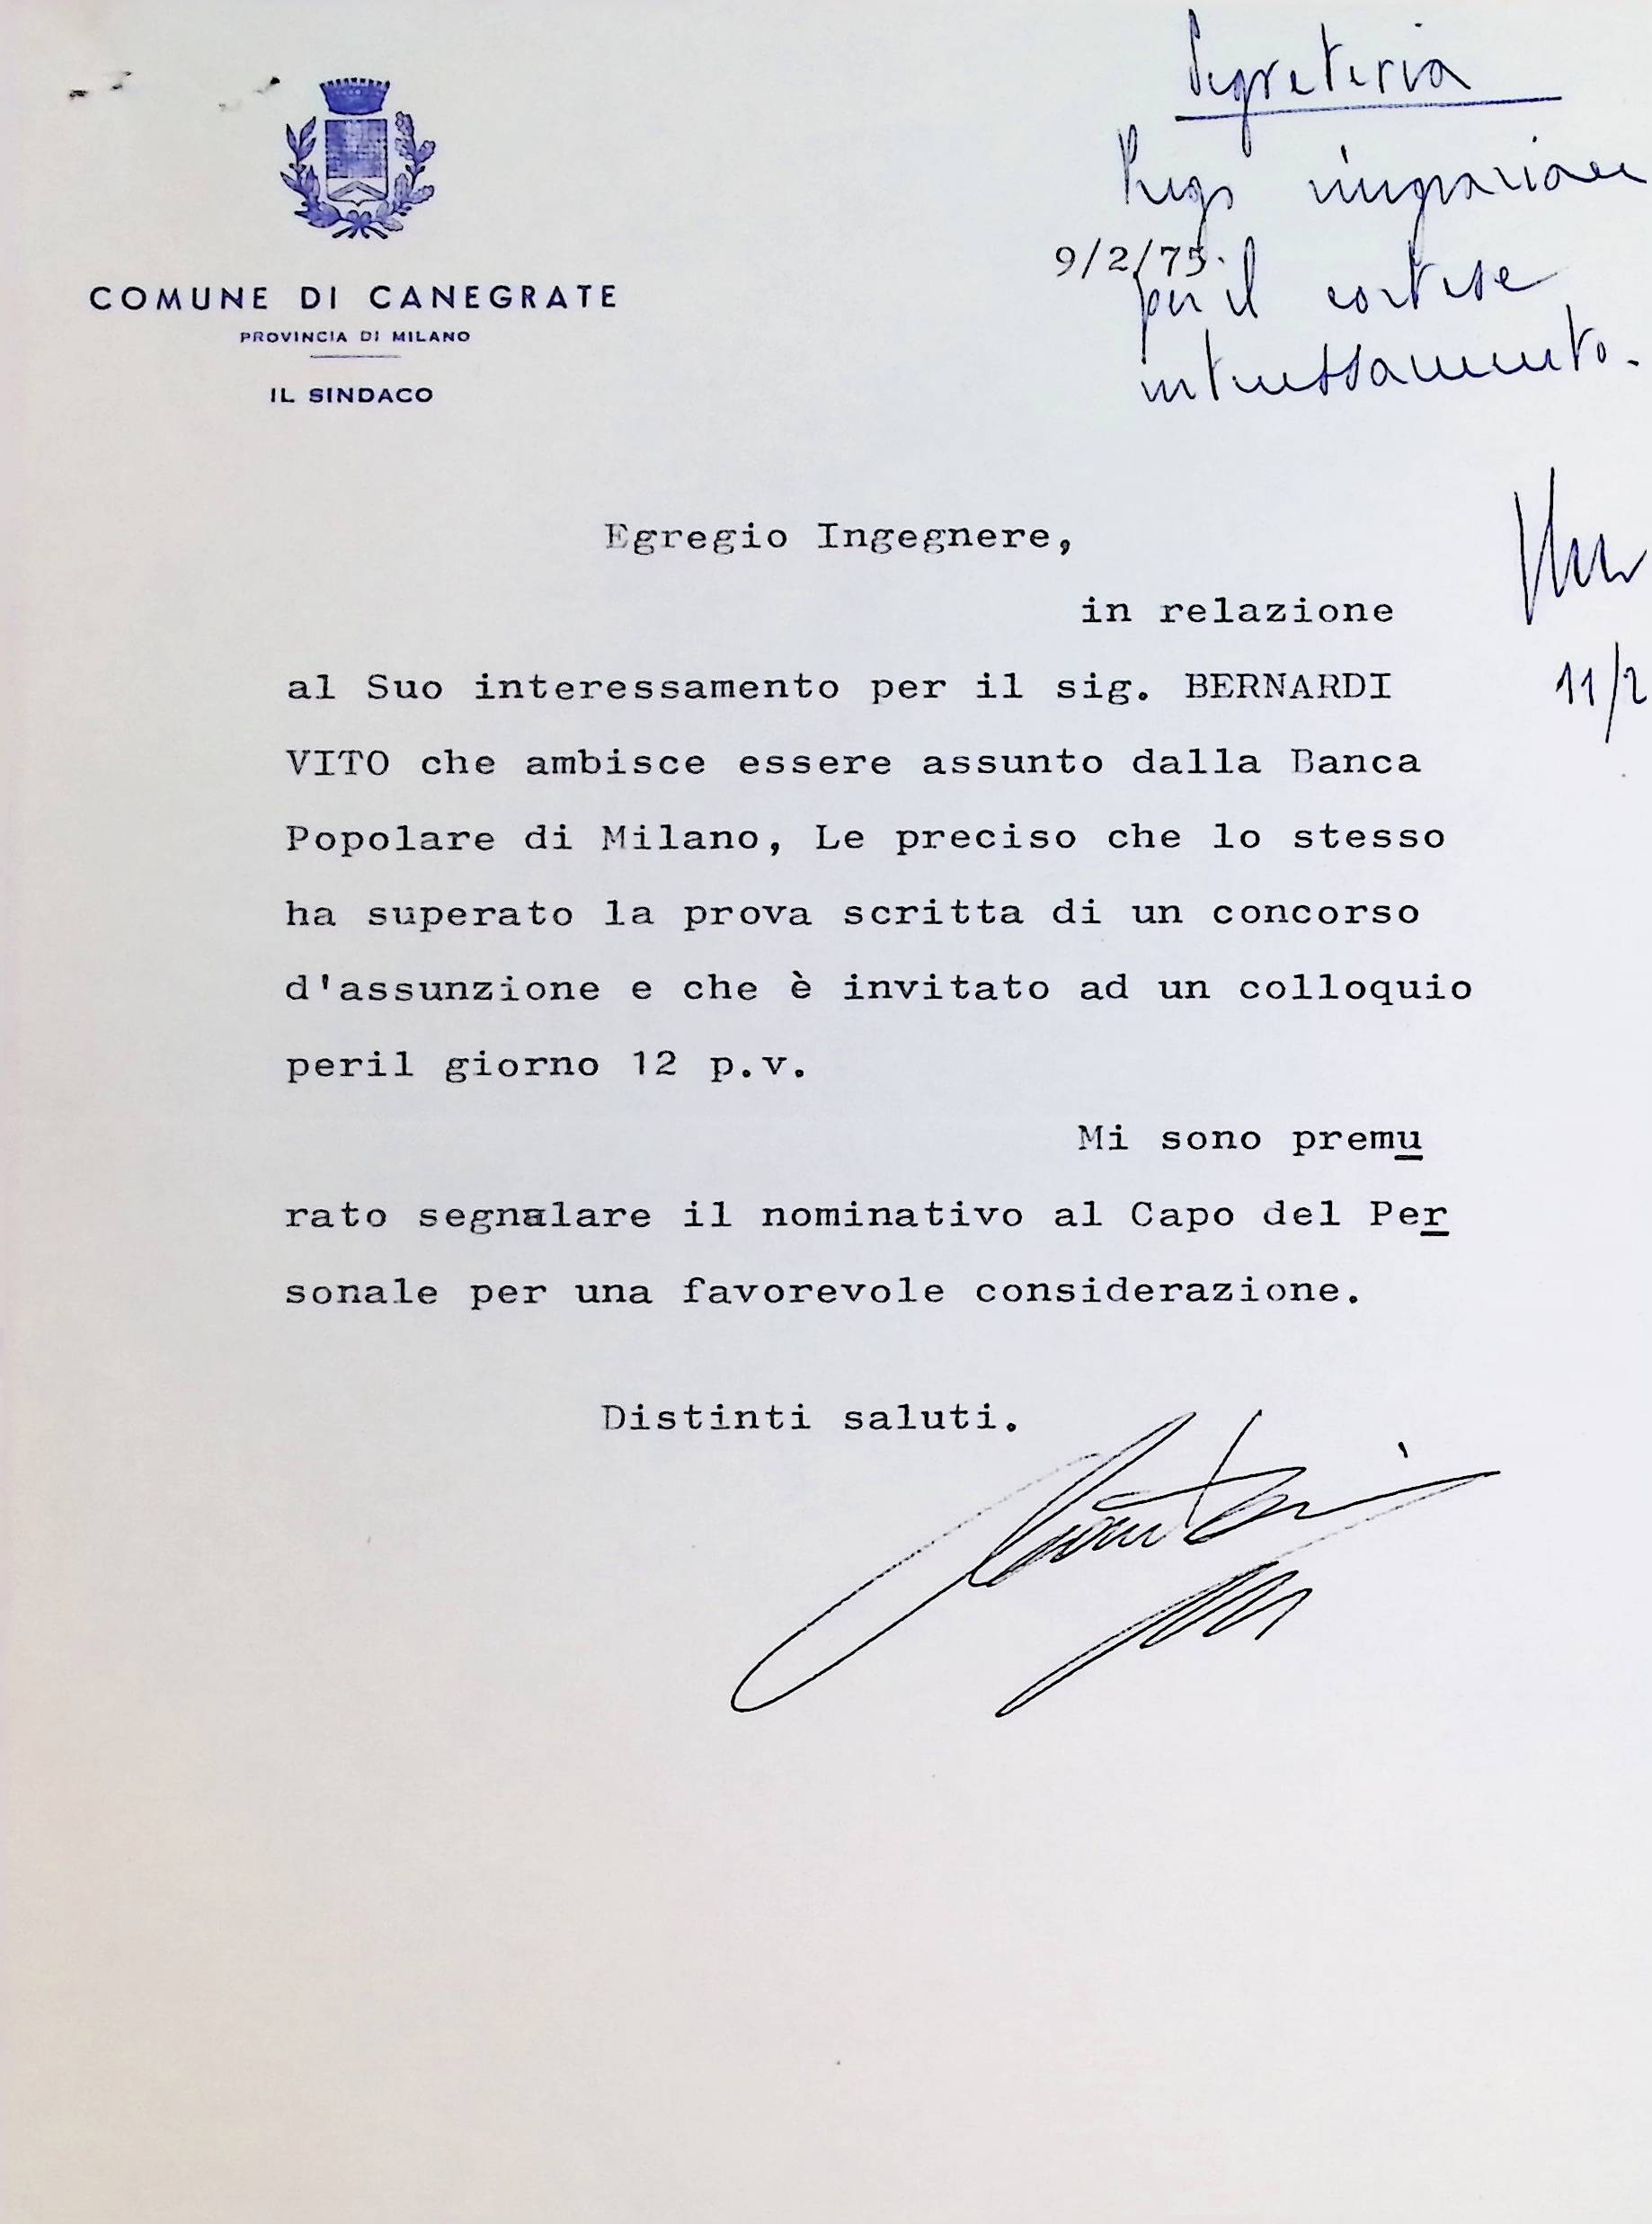 Segreteria
Prego ringraziare
9/2/75.
per il cortese
interessamento.
COMUNE DI CANEGRATE
PROVINCIA DI MILANO
IL SINDACO
Egregio Ingegnere,
in relazione
al Suo interessamento per il sig. BERNARDI
11/2
VITO che ambisce essere assunto dalla Banca
Popolare di Milano, Le preciso che lo stesso
ha superato la prova scritta di un concorso
d'assunzione e che è invitato ad un colloquio
peril giorno 12 p.v.
Mi sono premu
rato segnalare il nominativo al Capo del Per
sonale per una favorevole considerazione.
Distinti saluti.